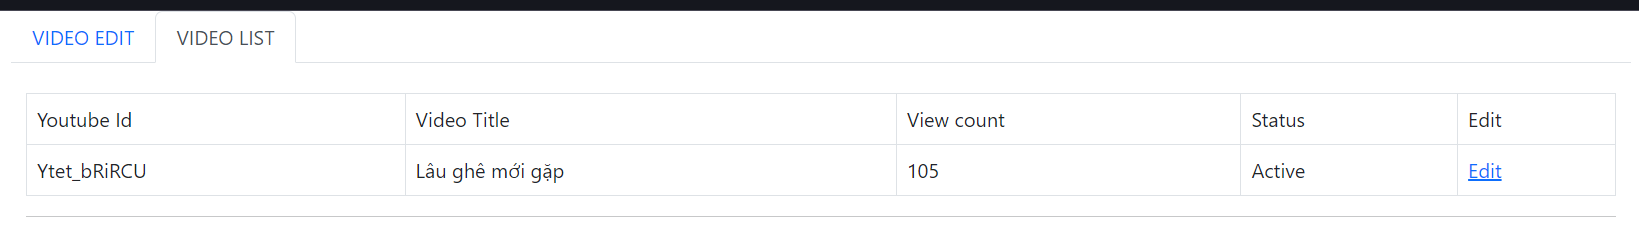 VIDEO EDIT VIDEO LIST
Youtube Id Video Title View count Status Edit
Ytet_bRiRCU Lâu ghê mới gặp 105 Active Edit